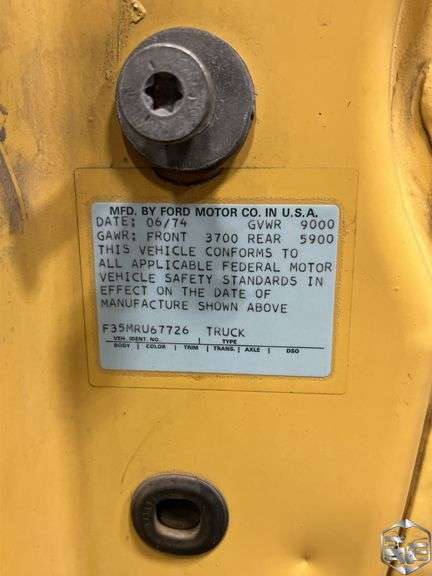 MFD. BY FORD MOTOR CO. IN U.S.A.
DATE: 06/74 GVWR 9000
GAWR: FRONT 3700 REAR 5900
THIS VEHICLE CONFORMS TO
ALL APPLICABLE FEDERAL MOTOR
VEHICLE SAFETY STANDARDS IN
EFFECT ON THE DATE OF
MANUFACTURE SHOWN ABOVE
F35MRU67726 TRUCK
VEH. IDENT. NO. TYPE
BODY | COLOR | TRIM | TRANS. | AXLE | DSO